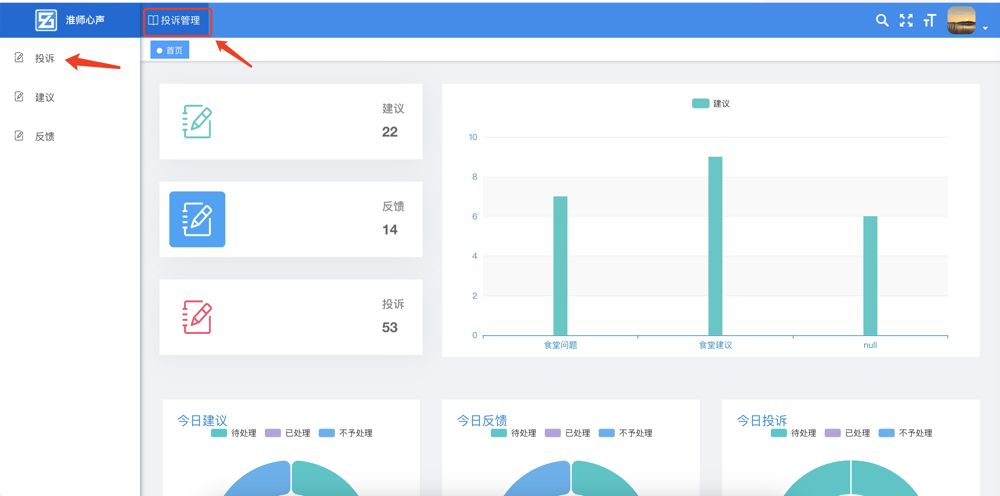 淮师心声
投诉管理
首页
投诉
建议
反馈
建议
22
反馈
14
投诉
53
建议
10
8
6
4
2
0
食堂问题 食堂建议 null
今日建议
待处理 已处理 不予处理
今日反馈
待处理 已处理 不予处理
今日投诉
待处理 已处理 不予处理